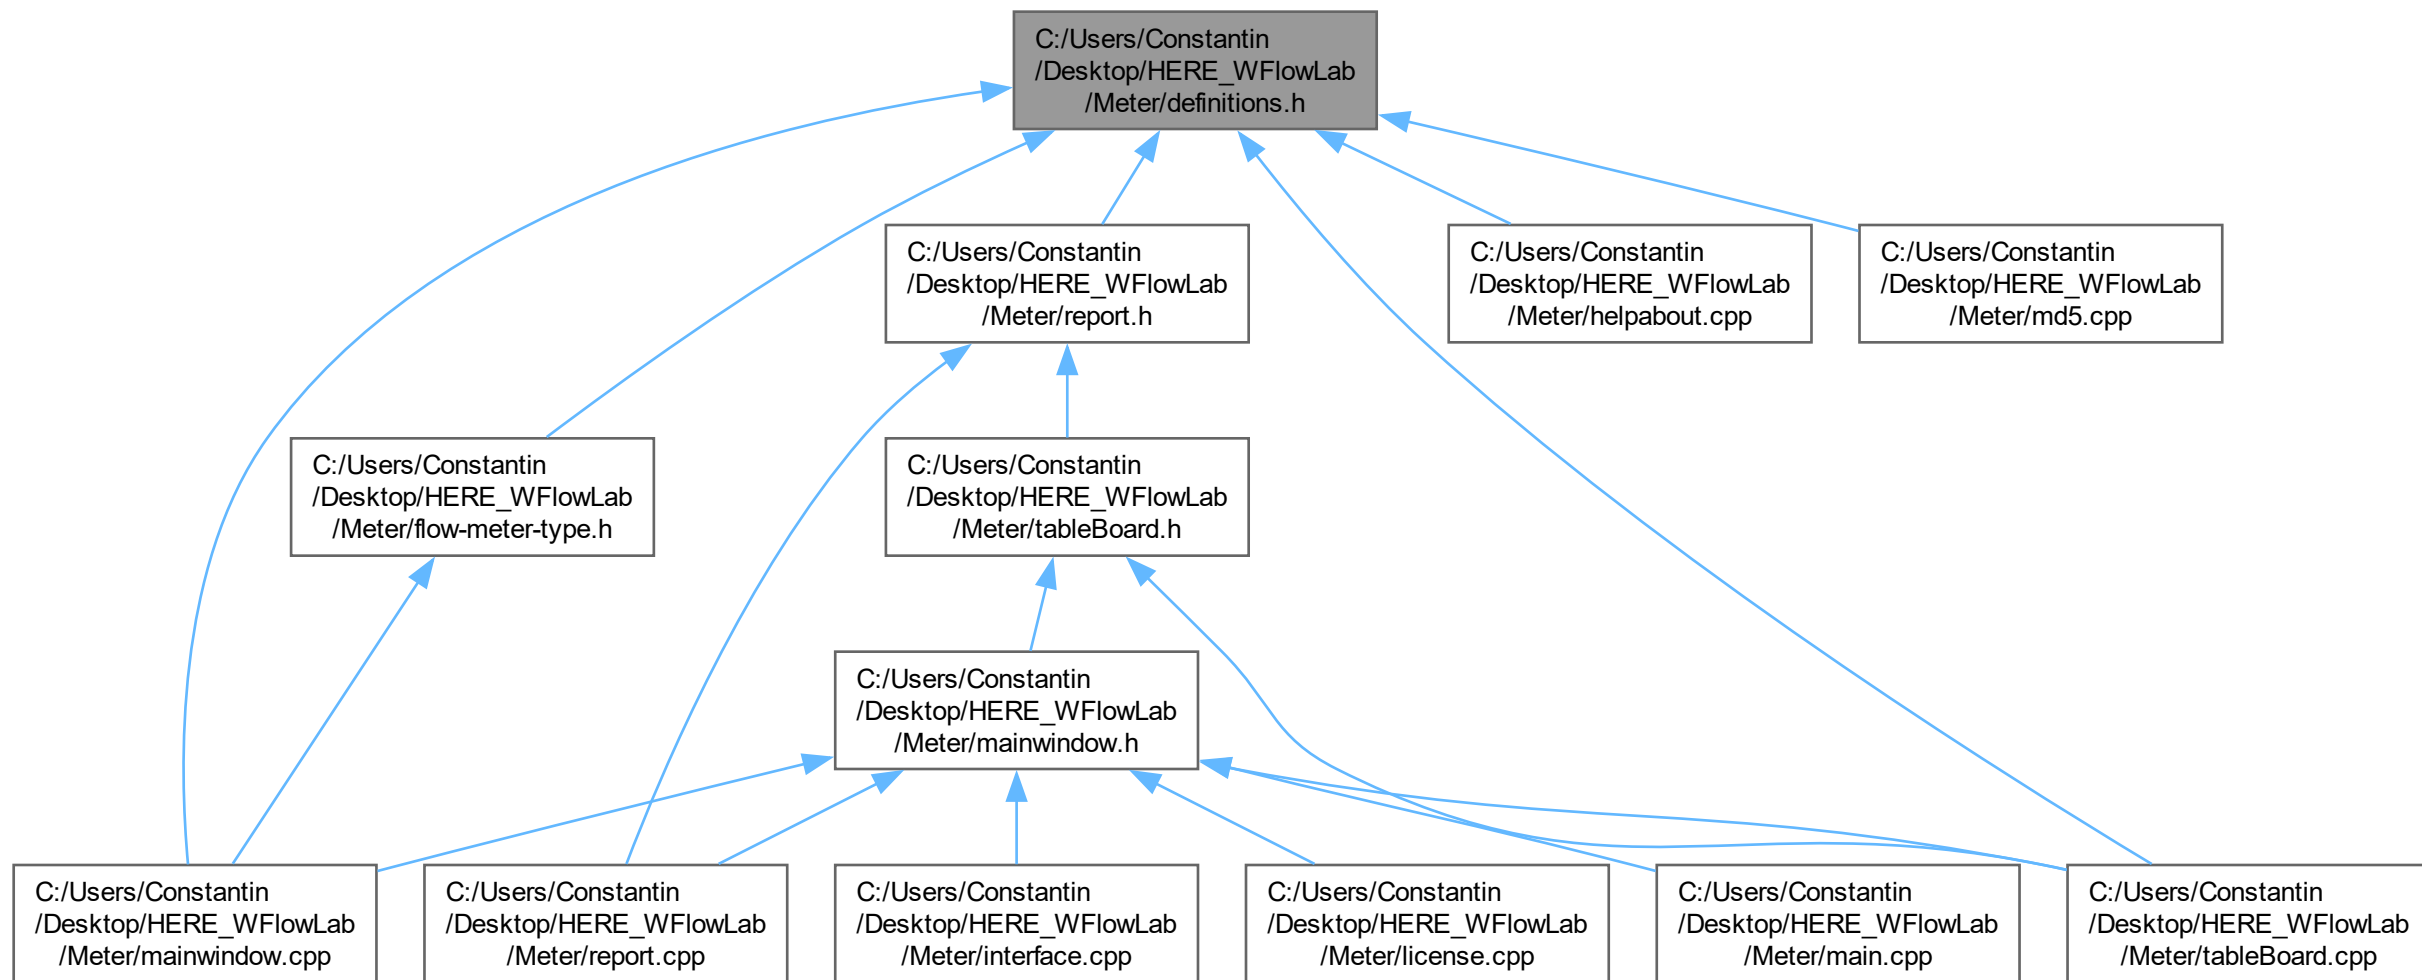 C:/Users/Constantin
/Desktop/HERE_WFlowLab
/Meter/definitions.h
C:/Users/Constantin
/Desktop/HERE_WFlowLab
/Meter/report.h
C:/Users/Constantin
/Desktop/HERE_WFlowLab
/Meter/helpabout.cpp
C:/Users/Constantin
/Desktop/HERE_WFlowLab
/Meter/md5.cpp
C:/Users/Constantin
/Desktop/HERE_WFlowLab
/Meter/flow-meter-type.h
C:/Users/Constantin
/Desktop/HERE_WFlowLab
/Meter/tableBoard.h
C:/Users/Constantin
/Desktop/HERE_WFlowLab
/Meter/mainwindow.h
C:/Users/Constantin
/Desktop/HERE_WFlowLab
/Meter/mainwindow.cpp
C:/Users/Constantin
/Desktop/HERE_WFlowLab
/Meter/report.cpp
C:/Users/Constantin
/Desktop/HERE_WFlowLab
/Meter/interface.cpp
C:/Users/Constantin
/Desktop/HERE_WFlowLab
/Meter/license.cpp
C:/Users/Constantin
/Desktop/HERE_WFlowLab
/Meter/main.cpp
C:/Users/Constantin
/Desktop/HERE_WFlowLab
/Meter/tableBoard.cpp